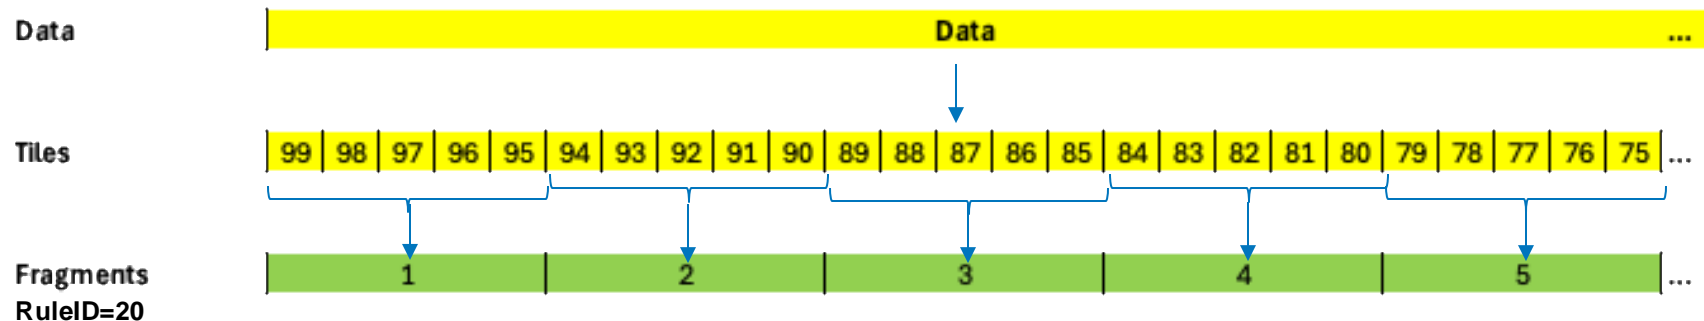 Data Data ...
Tiles 99 98 97 96 95 94 93 92 91 90 89 88 87 86 85 84 83 82 81 80 79 78 77 76 75 ...
Fragments 1 2 3 4 5 ...
RuleID=20